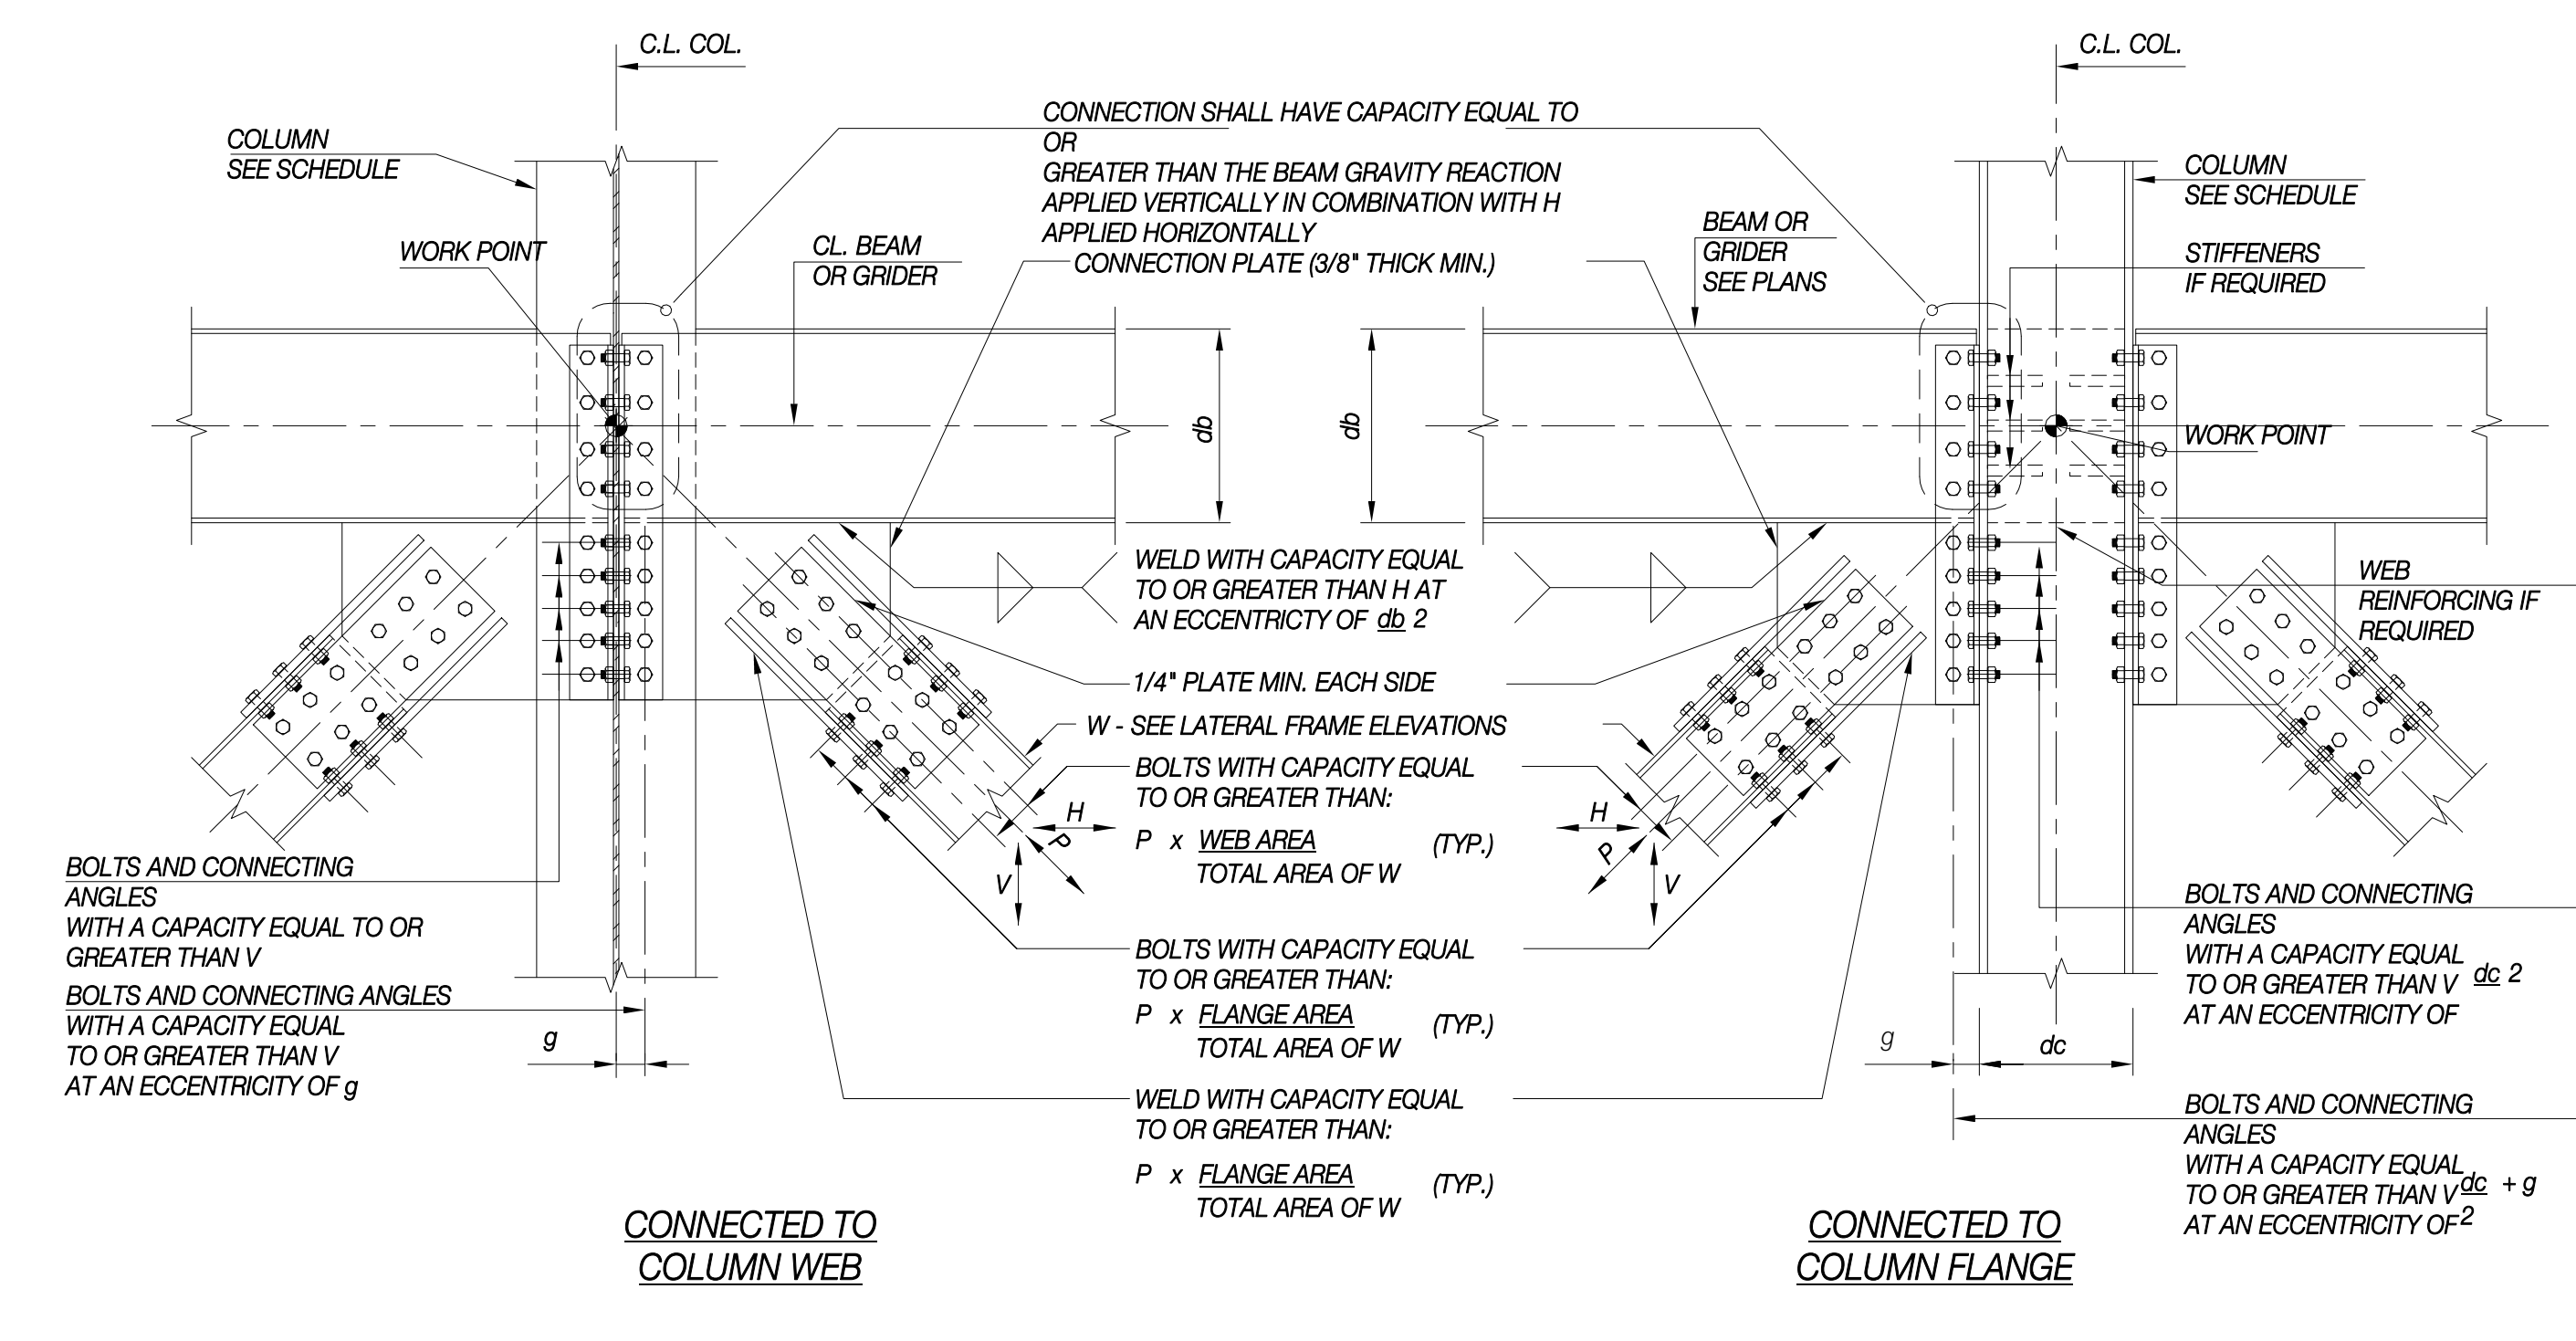 C.L. COL.
COLUMN
SEE SCHEDULE
WORK POINT
CL. BEAM
OR GRIDER
CONNECTION SHALL HAVE CAPACITY EQUAL TO
OR
GREATER THAN THE BEAM GRAVITY REACTION
APPLIED VERTICALLY IN COMBINATION WITH H
APPLIED HORIZONTALLY
CONNECTION PLATE (3/8" THICK MIN.)
BEAM OR
GRIDER
SEE PLANS
C.L. COL.
COLUMN
SEE SCHEDULE
STIFFENERS
IF REQUIRED
WORK POINT
db
db
WELD WITH CAPACITY EQUAL
TO OR GREATER THAN H AT
AN ECCENTRICTY OF db 2
WEB
REINFORCING IF
REQUIRED
1/4" PLATE MIN. EACH SIDE
W - SEE LATERAL FRAME ELEVATIONS
BOLTS WITH CAPACITY EQUAL
TO OR GREATER THAN:
P x WEB AREA (TYP.)
TOTAL AREA OF W
H
P
V
H
P
V
BOLTS WITH CAPACITY EQUAL
TO OR GREATER THAN:
P x FLANGE AREA (TYP.)
TOTAL AREA OF W
WELD WITH CAPACITY EQUAL
TO OR GREATER THAN:
P x FLANGE AREA (TYP.)
TOTAL AREA OF W
BOLTS AND CONNECTING
ANGLES
WITH A CAPACITY EQUAL TO OR
GREATER THAN V
BOLTS AND CONNECTING ANGLES
WITH A CAPACITY EQUAL
TO OR GREATER THAN V
AT AN ECCENTRICITY OF g
g
g
dc
BOLTS AND CONNECTING
ANGLES
WITH A CAPACITY EQUAL
TO OR GREATER THAN V dc 2
AT AN ECCENTRICITY OF
BOLTS AND CONNECTING
ANGLES
WITH A CAPACITY EQUAL
TO OR GREATER THAN V dc + g
AT AN ECCENTRICITY OF 2
CONNECTED TO
COLUMN WEB
CONNECTED TO
COLUMN FLANGE